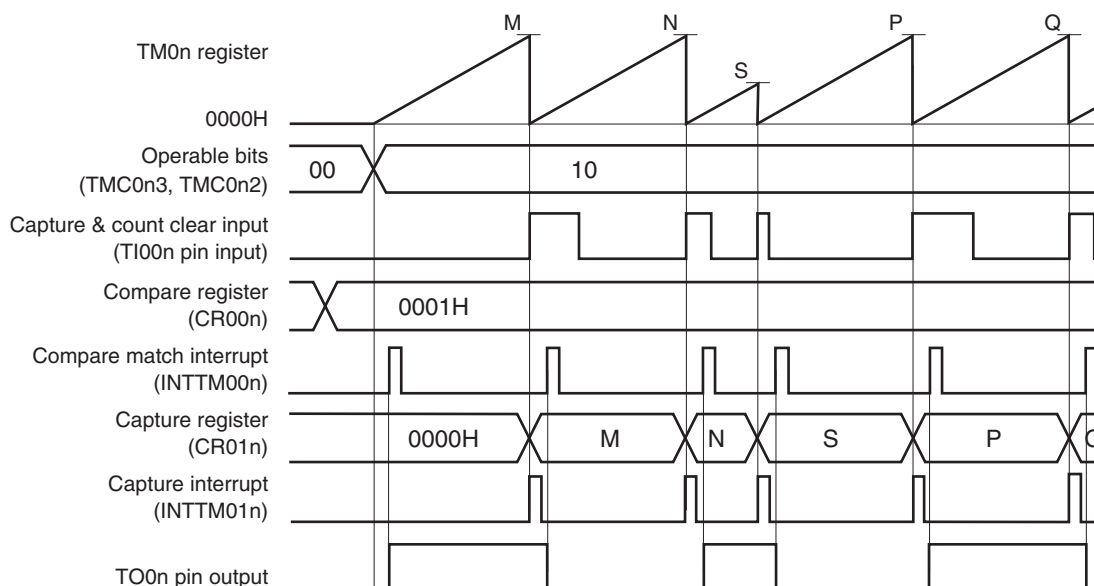 M N P Q
TM0n register
S
0000H
Operable bits
(TMC0n3, TMC0n2)
00 10
Capture & count clear input
(TI00n pin input)
Compare register
(CR00n)
0001H
Compare match interrupt
(INTTM00n)
Capture register
(CR01n)
0000H M N S P
Capture interrupt
(INTTM01n)
TO0n pin output